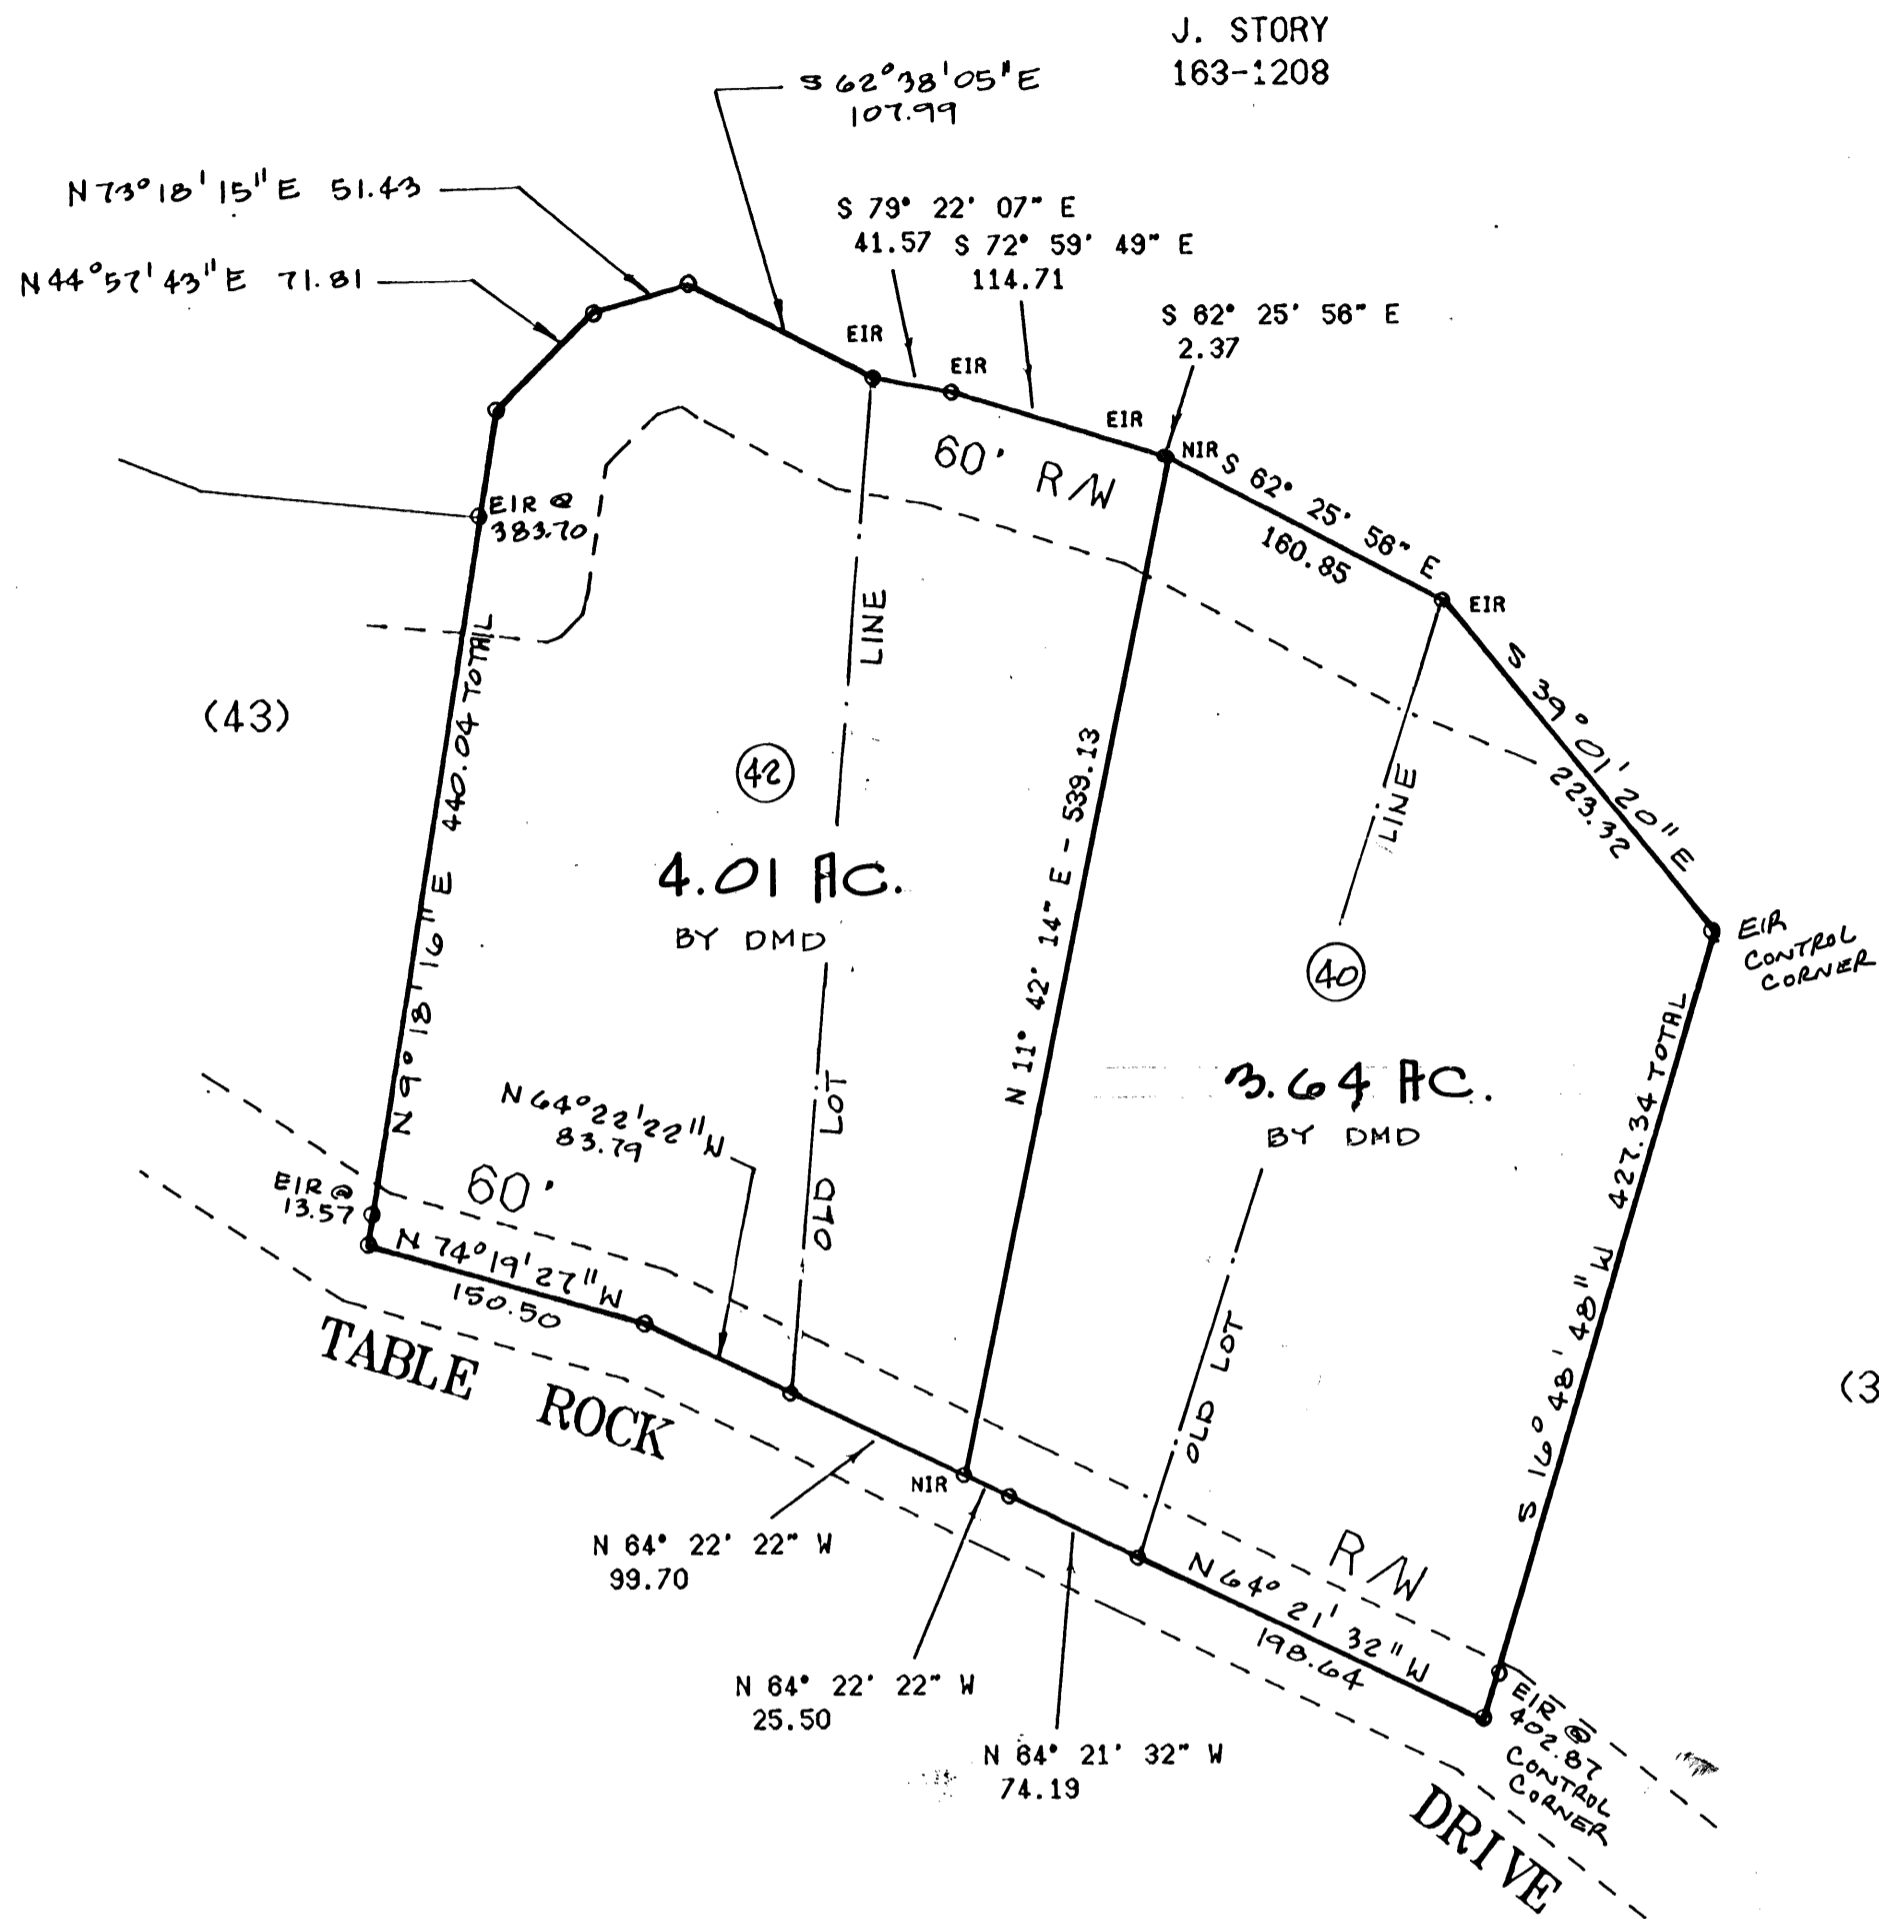 J. STORY
163-1208
S 62°38'05"E
107.99
N73°18'15"E 51.43
S 79° 22' 07" E
41.57 S 72° 59' 49" E
114.71
N44°57'43"E 71.81
S 62° 25' 56" E
2.37
EIR
EIR
EIR
NIR
60' R/W
S 62° 25' 56" E
160.85
EIR @
383.70
EIR
LINE
S 39° 01' 20" E
223.32
440.04 TOTAL
N 9° 18' 16" E
(43)
42
4.01 AC.
BY DMD
N 11° 42' 14" E - 539.13
LINE
EIR
CONTROL
CORNER
40
3.64 AC.
BY DMD
S 16° 48' 48" W 427.34 TOTAL
N64°22'22"W
83.79
OLD LOT
EIR @
13.57
60'
N 74°19'27"W
150.50
TABLE ROCK
OLD LOT
(3
NIR
N 64° 22' 22" W
99.70
R/W
N64° 21' 32" W
198.64
N 64° 22' 22" W
25.50
N 64° 21' 32" W
74.19
EIR @
402.87
CONTROL
CORNER
DRIVE